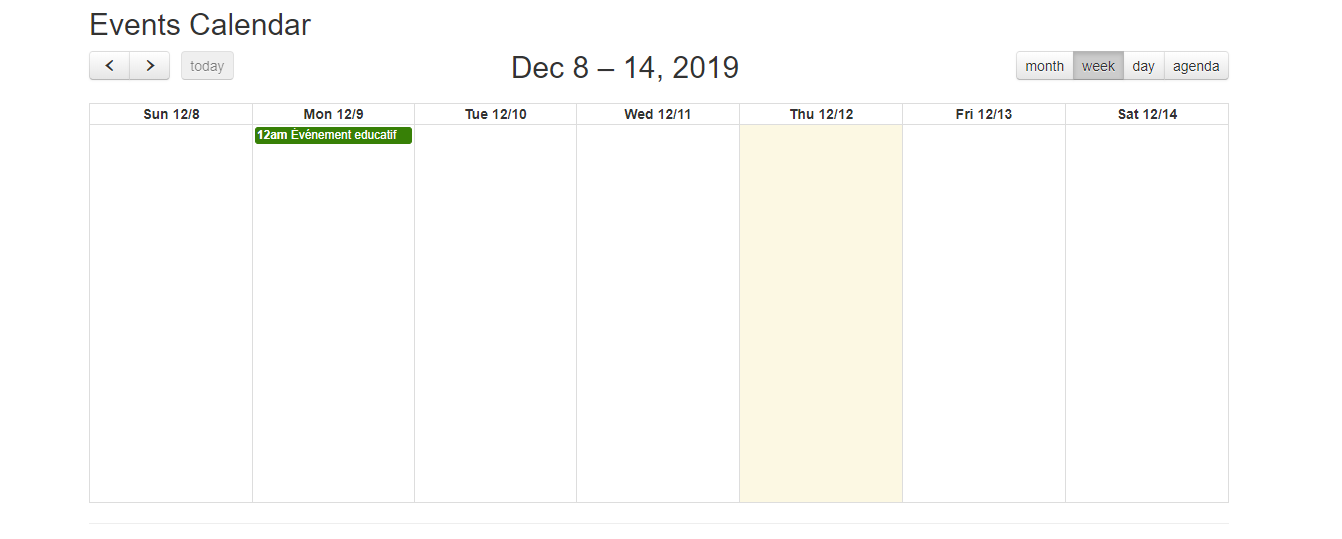 Events Calendar
today
Dec 8 – 14, 2019
month week day agenda
Sun 12/8 Mon 12/9 Tue 12/10 Wed 12/11 Thu 12/12 Fri 12/13 Sat 12/14
12am Événement educatif